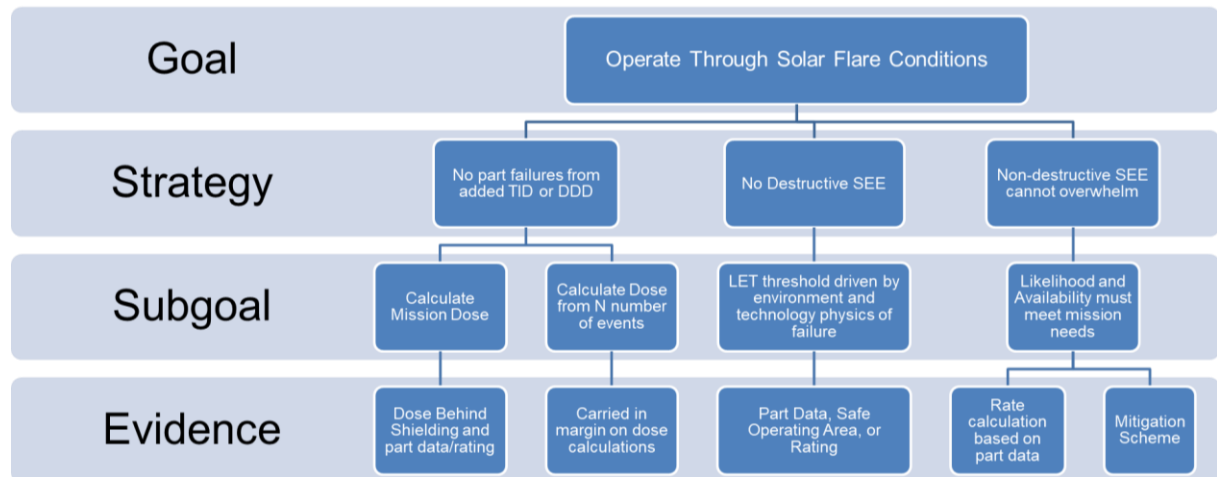 Goal
Operate Through Solar Flare Conditions
Strategy
No part failures from
added TID or DDD
No Destructive SEE
Non-destructive SEE
cannot overwhelm
Subgoal
Calculate
Mission Dose
Calculate Dose
from N number
of events
LET threshold driven by
environment and
technology physics of
failure
Likelihood and
Availability must
meet mission
needs
Evidence
Dose Behind
Shielding and
part data/rating
Carried in
margin on dose
calculations
Part Data, Safe
Operating Area, or
Rating
Rate
calculation
based on
part data
Mitigation
Scheme